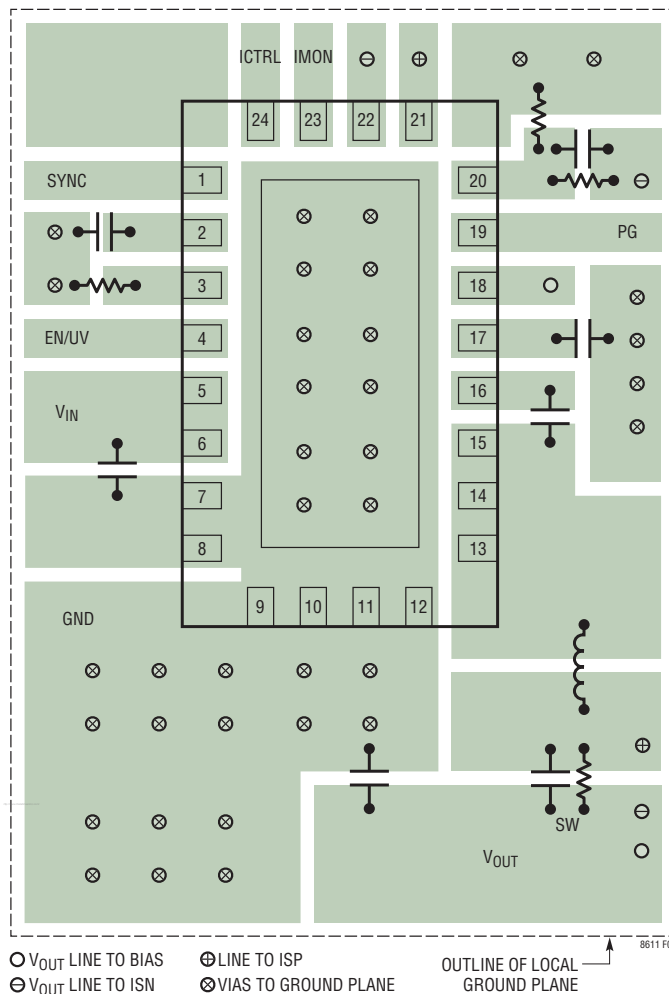 ICTRL IMON
24 23 22 21
SYNC 1 20
2 19 PG
3 18
EN/UV 4 17
5 16
VIN
6 15
7 14
8 13
9 10 11 12
GND
SW
VOUT
8611 F0
VOUT LINE TO BIAS LINE TO ISP OUTLINE OF LOCAL
VOUT LINE TO ISN VIAS TO GROUND PLANE GROUND PLANE